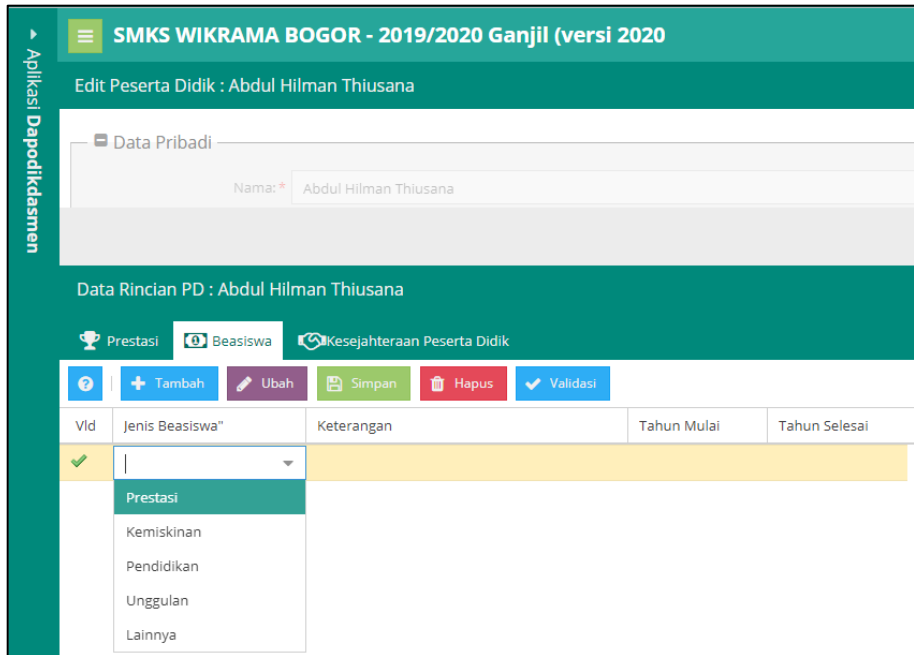 Aplikasi Dapodikdasmen
SMKS WIKRAMA BOGOR - 2019/2020 Ganjil (versi 2020
Edit Peserta Didik : Abdul Hilman Thiusana
Data Pribadi
Nama: * Abdul Hilman Thiusana
Data Rincian PD : Abdul Hilman Thiusana
Prestasi Beasiswa Kesejahteraan Peserta Didik
Tambah Ubah Simpan Hapus Validasi
Vld Jenis Beasiswa" Keterangan Tahun Mulai Tahun Selesai
Prestasi
Kemiskinan
Pendidikan
Unggulan
Lainnya